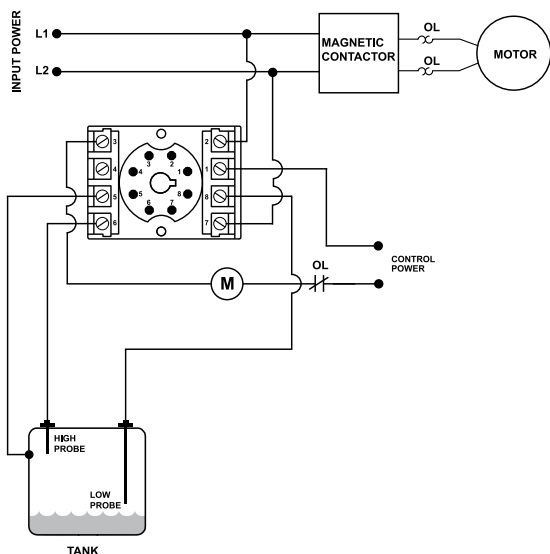 INPUT POWER
L1
L2
MAGNETIC
CONTACTOR
OL
OL
MOTOR
3
4
5
6
2
1
8
7
3
2
4
1
5
8
6
7
M
OL
CONTROL
POWER
HIGH
PROBE
LOW
PROBE
TANK